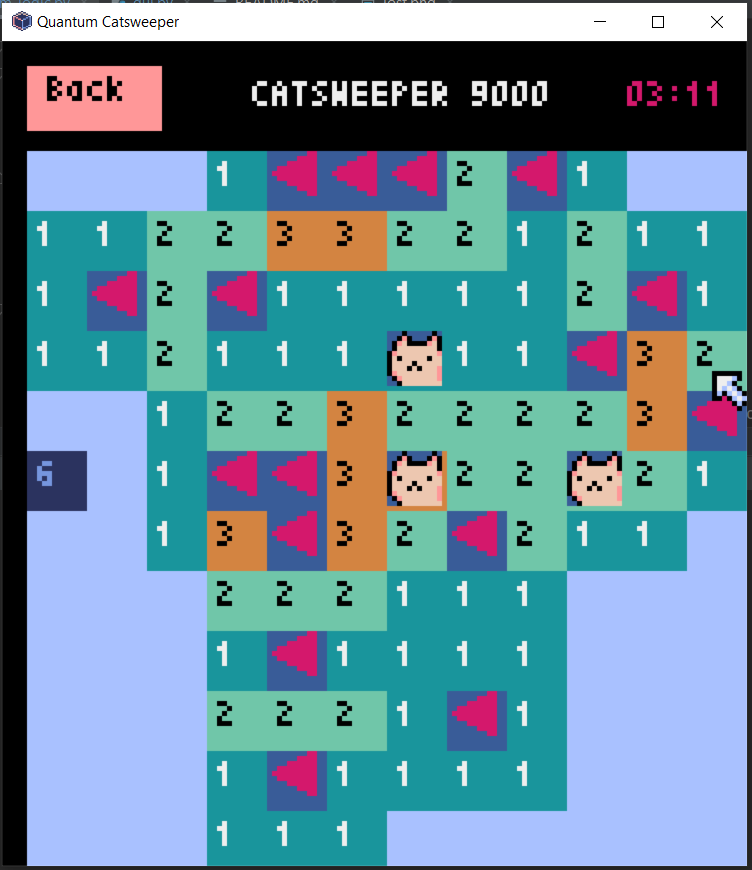 Quantum Catsweeper
Back CATSWEEPER 9000 03:11
1 2 1
1 1 2 2 3 3 2 2 1 2 1 1
1 2 1 1 1 1 1 2 1
1 1 2 1 1 1 1 1 3 2
1 2 2 3 2 2 2 2 3
6 1 3 2 2 2 1
1 3 3 2 2 1 1
2 2 2 1 1 1
1 1 1 1 1
2 2 2 1 1
1 1 1 1 1
1 1 1